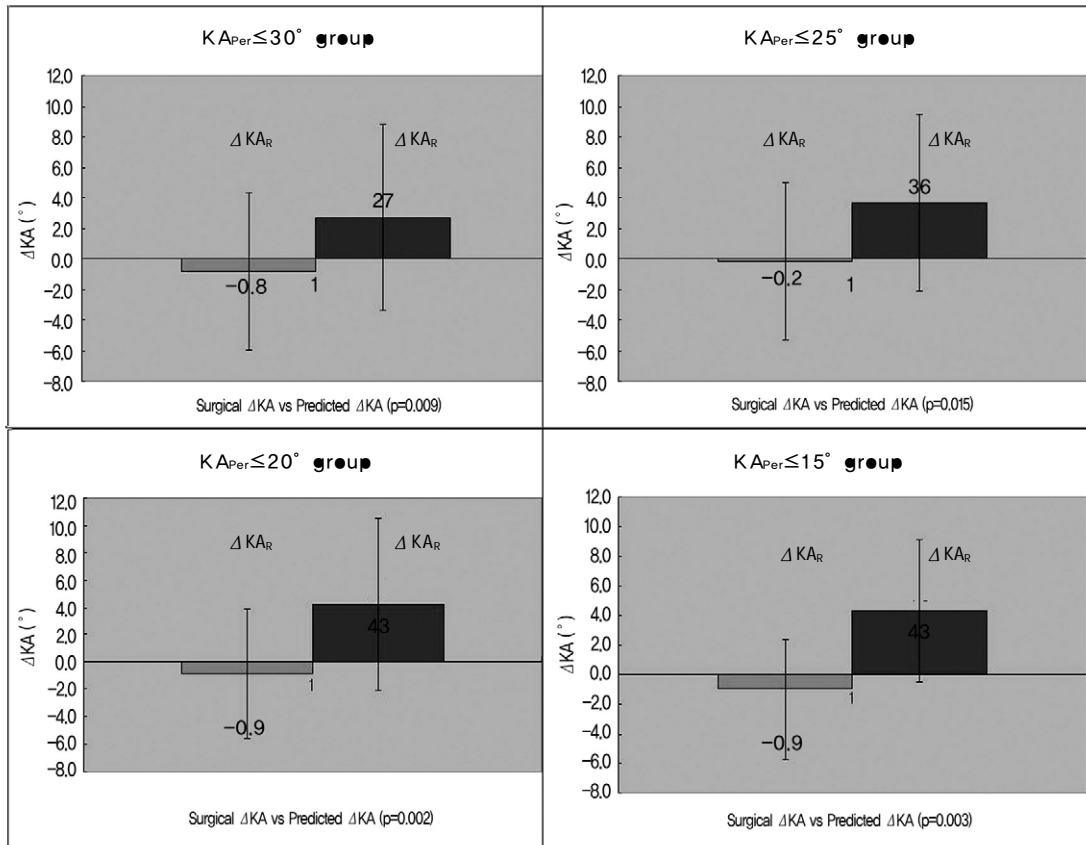 KAPer≦30° group
12.0
10.0
8.0
6.0
4.0
2.0
0.0
−2.0
−4.0
−6.0
−8.0
ΔKA (°)
ΔKAR
ΔKAR
27
−0.8
1
Surgical ΔKA vs Predicted ΔKA (p=0.009)
KAPer≦25° group
12.0
10.0
8.0
6.0
4.0
2.0
0.0
−2.0
−4.0
−6.0
−8.0
ΔKA (°)
ΔKAR
ΔKAR
36
−0.2
1
Surgical ΔKA vs Predicted ΔKA (p=0.015)
KAPer≦20° group
12.0
10.0
8.0
6.0
4.0
2.0
0.0
−2.0
−4.0
−6.0
−8.0
ΔKA (°)
ΔKAR
ΔKAR
43
−0.9
1
Surgical ΔKA vs Predicted ΔKA (p=0.002)
KAPer≦15° group
12.0
10.0
8.0
6.0
4.0
2.0
0.0
−2.0
−4.0
−6.0
−8.0
ΔKA (°)
ΔKAR
ΔKAR
43
−0.9
1
Surgical ΔKA vs Predicted ΔKA (p=0.003)